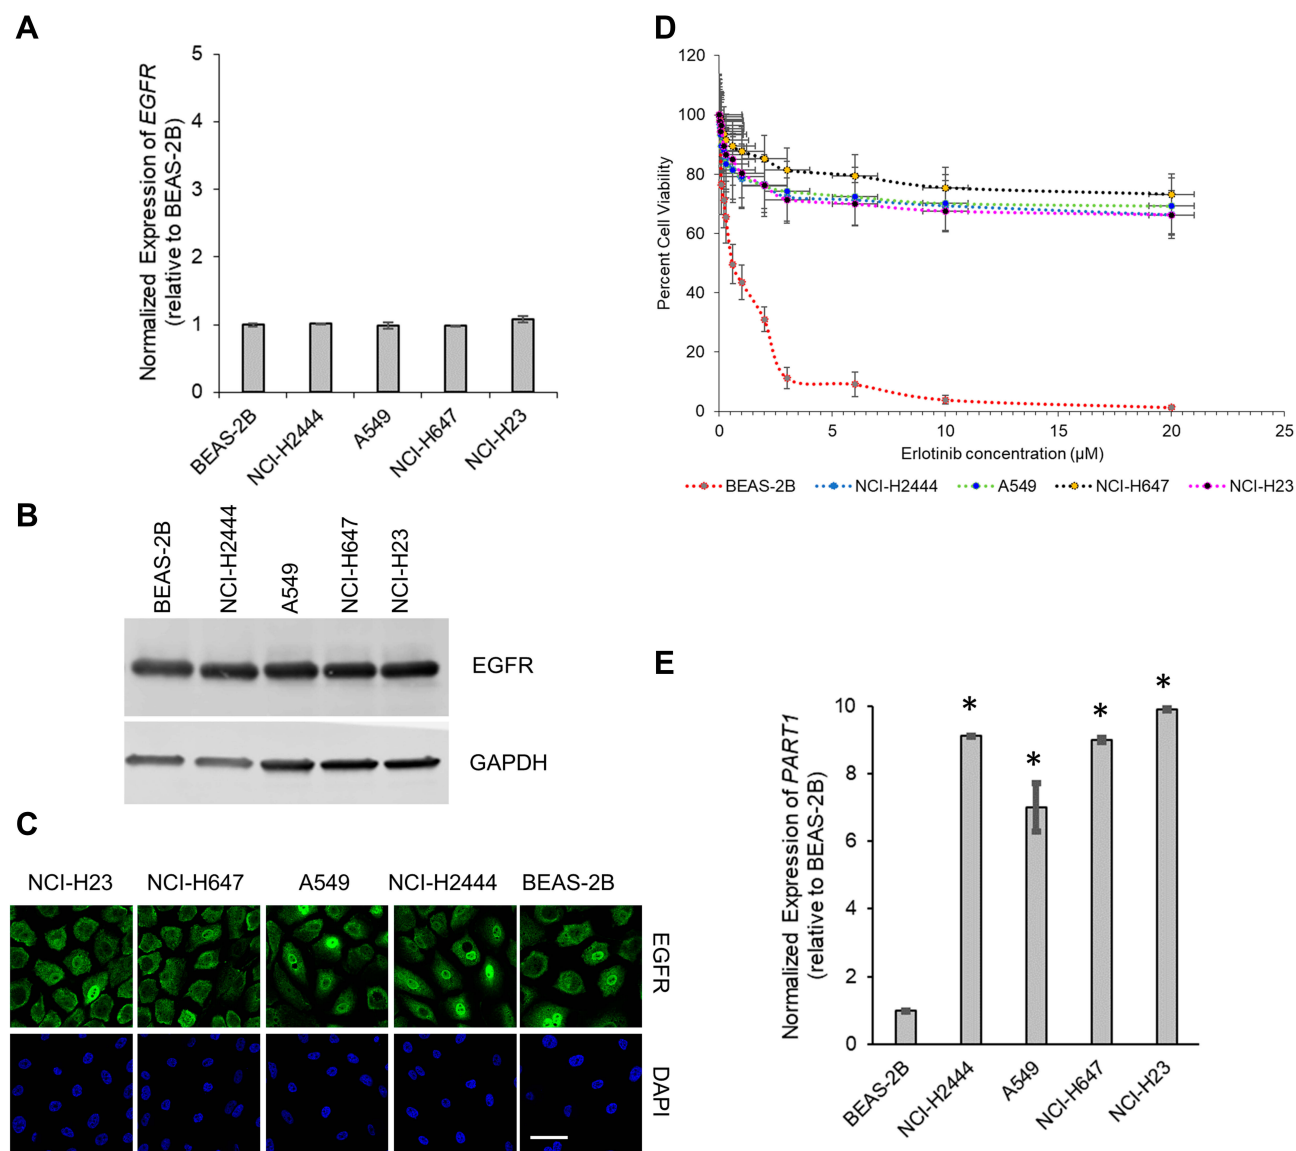 A
Normalized Expression of EGFR
(relative to BEAS-2B)
5
4
3
2
1
0
BEAS-2B
NCI-H2444
A549
NCI-H647
NCI-H23
B
BEAS-2B
NCI-H2444
A549
NCI-H647
NCI-H23
EGFR
GAPDH
C
NCI-H23 NCI-H647 A549 NCI-H2444 BEAS-2B
EGFR
DAPI
D
Percent Cell Viability
120
100
80
60
40
20
0
0 5 10 15 20 25
Erlotinib concentration (µM)
BEAS-2B NCI-H2444 A549 NCI-H647 NCI-H23
E
Normalized Expression of PART1
(relative to BEAS-2B)
10
8
6
4
2
0
* * * *
BEAS-2B
NCI-H2444
A549
NCI-H647
NCI-H23